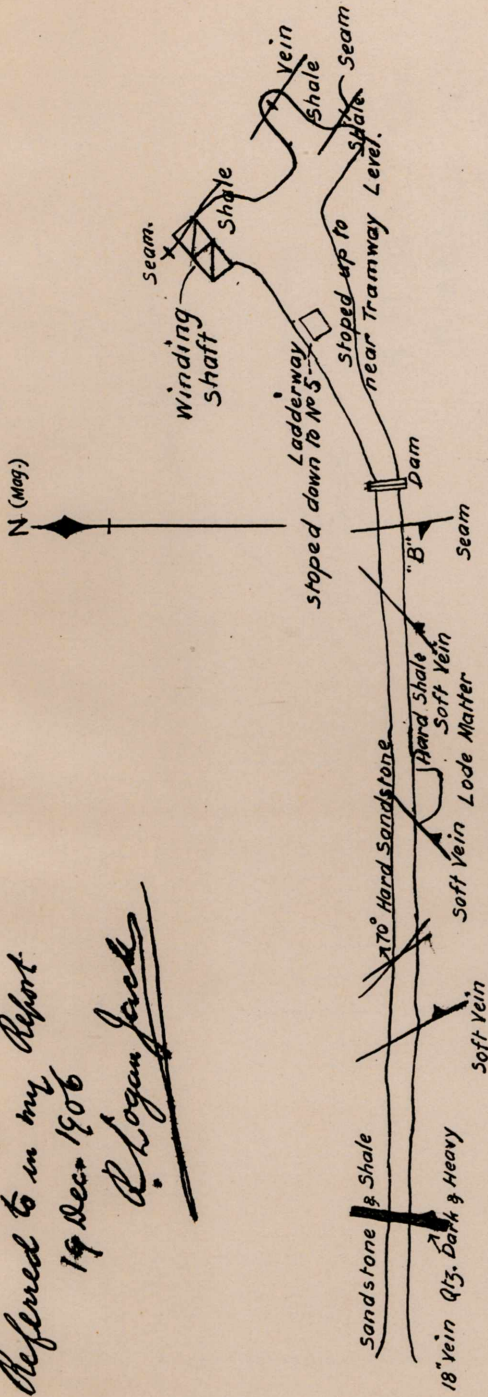 Referred to in my Report
19 Dec. 1906
R. Logan Jack
N (Mag.)
Seam.
Shale
Winding
Shaft
Vein
Shale
Seam
Shale
Ladderway
stoped down to No 5
Stoped up to
near Tramway Level.
Dam
"B"
Seam
Hard Shale
Soft Vein
70° Hard Sandstone
Lode Matter
Soft Vein
Soft Vein
Sandstone & Shale
18" Vein Qtz. Dark & Heavy